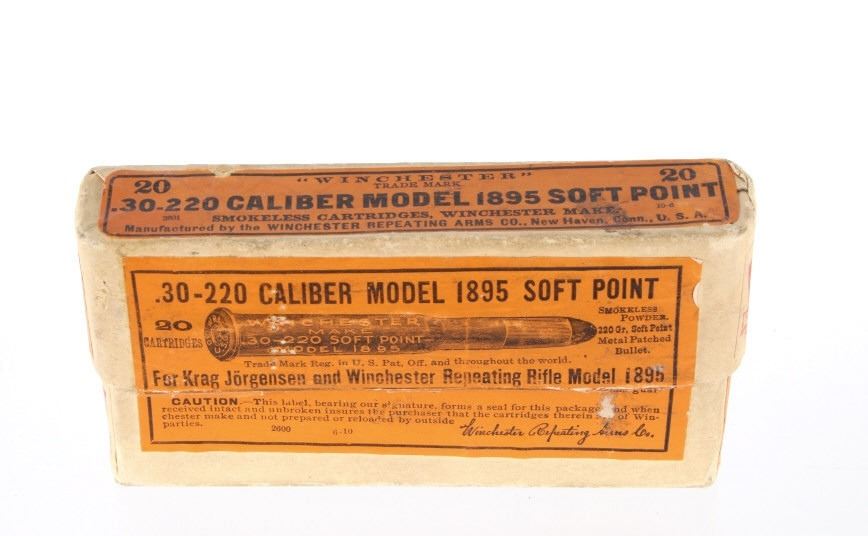 20 "WINCHESTER" 20
TRADE MARK
.30-220 CALIBER MODEL 1895 SOFT POINT
SMOKELESS CARTRIDGES, WINCHESTER MAKE.
Manufactured by the WINCHESTER REPEATING ARMS CO., New Haven, Conn., U. S. A.
.30-220 CALIBER MODEL 1895 SOFT POINT
20
CARTRIDGES
WINCHESTER
MAKE
30-220 SOFT POINT
MODEL 1895
SMOKELESS
POWDER.
220 Gr. Soft Point
Metal Patched
Bullet.
Trade Mark Reg. in U. S. Pat. Off. and throughout the world.
For Krag Jörgensen and Winchester Repeating Rifle Model 1895
CAUTION.—This label, bearing our signature, forms a seal for this package and when
received intact and unbroken insures the purchaser that the cartridges therein of Win-
chester make and not prepared or reloaded by outside
parties.
2600 6-10
Winchester Repeating Arms Co.